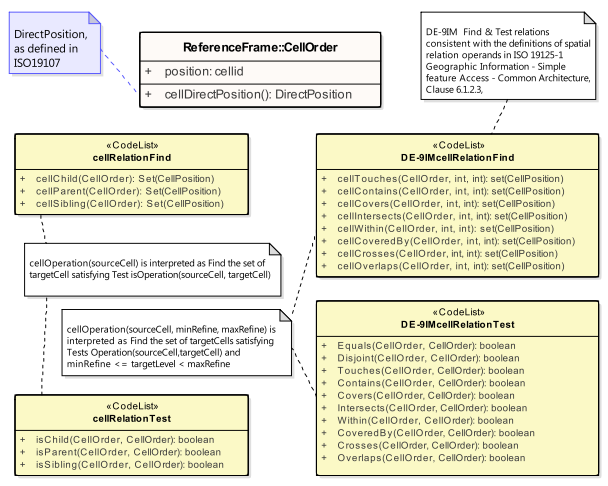 DirectPosition,
as defined in
ISO19107
ReferenceFrame::CellOrder
+ position: cellid
+ cellDirectPosition(): DirectPosition
DE-9IM Find & Test relations
consistent with the definitions of spatial
relation operands in ISO 19125-1
Geographic Information - Simple
feature Access - Common Architecture,
Clause 6.1.2.3,
«CodeList»
cellRelationFind
+ cellChild(CellOrder): Set(CellPosition)
+ cellParent(CellOrder): Set(CellPosition)
+ cellSibling(CellOrder): Set(CellPosition)
«CodeList»
DE-9IMcellRelationFind
+ cellTouches(CellOrder, int, int): set(CellPosition)
+ cellContains(CellOrder, int, int): set(CellPosition)
+ cellCovers(CellOrder, int, int): set(CellPosition)
+ cellIntersects(CellOrder, int, int): set(CellPosition)
+ cellWithin(CellOrder, int, int): set(CellPosition)
+ cellCoveredBy(CellOrder, int, int): set(CellPosition)
+ cellCrosses(CellOrder, int, int): set(CellPosition)
+ cellOverlaps(CellOrder, int, int): set(CellPosition)
cellOperation(sourceCell) is interpreted as Find the set of
targetCell satisfying Test isOperation(sourceCell, targetCell)
cellOperation(sourceCell, minRefine, maxRefine) is
interpreted as Find the set of targetCells satisfying
Tests Operation(sourceCell,targetCell) and
minRefine <= targetLevel < maxRefine
«CodeList»
DE-9IMcellRelationTest
+ Equals(CellOrder, CellOrder): boolean
+ Disjoint(CellOrder, CellOrder): boolean
+ Touches(CellOrder, CellOrder): boolean
+ Contains(CellOrder, CellOrder): boolean
+ Covers(CellOrder, CellOrder): boolean
+ Intersects(CellOrder, CellOrder): boolean
+ Within(CellOrder, CellOrder): boolean
+ CoveredBy(CellOrder, CellOrder): boolean
+ Crosses(CellOrder, CellOrder): boolean
+ Overlaps(CellOrder, CellOrder): boolean
«CodeList»
cellRelationTest
+ isChild(CellOrder, CellOrder): boolean
+ isParent(CellOrder, CellOrder): boolean
+ isSibling(CellOrder, CellOrder): boolean